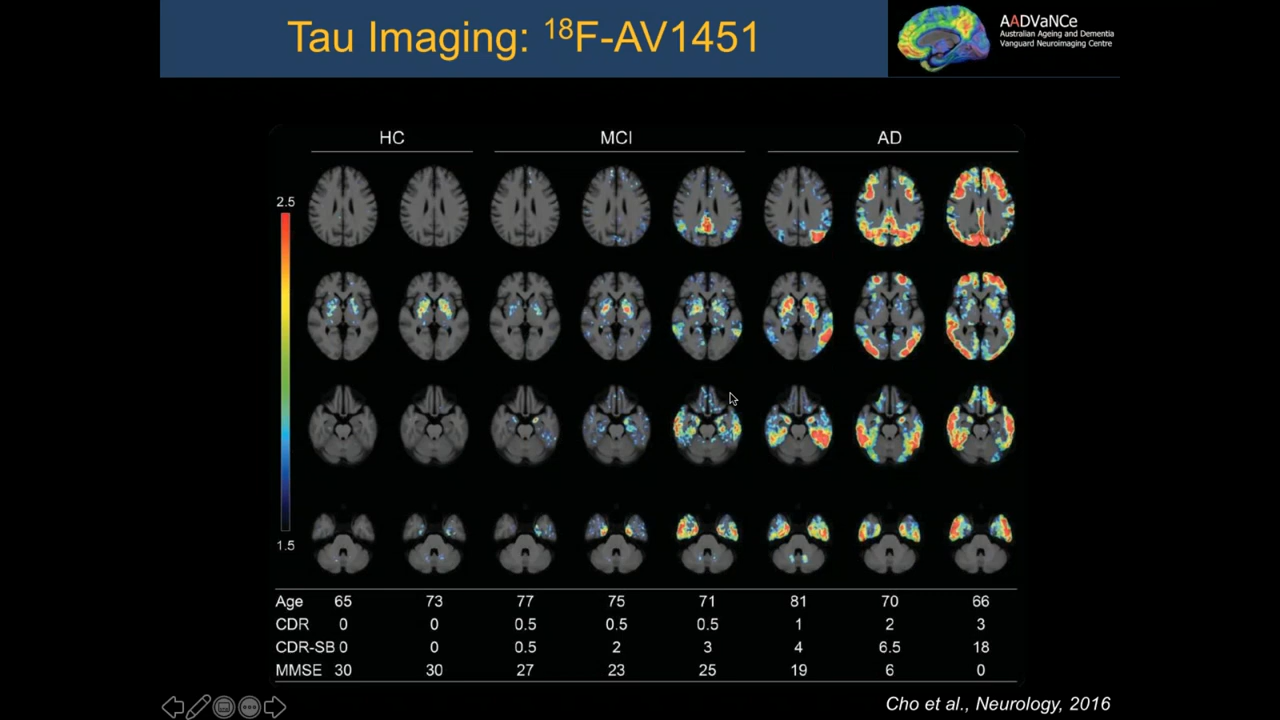 Tau Imaging: ¹⁸F-AV1451
AADVaNCe
Australian Ageing and Dementia
Vanguard Neuroimaging Centre
HC MCI AD
2.5
1.5
Age 65 73 77 75 71 81 70 66
CDR 0 0 0.5 0.5 0.5 1 2 3
CDR-SB 0 0 0.5 2 3 4 6.5 18
MMSE 30 30 27 23 25 19 6 0
Cho et al., Neurology, 2016